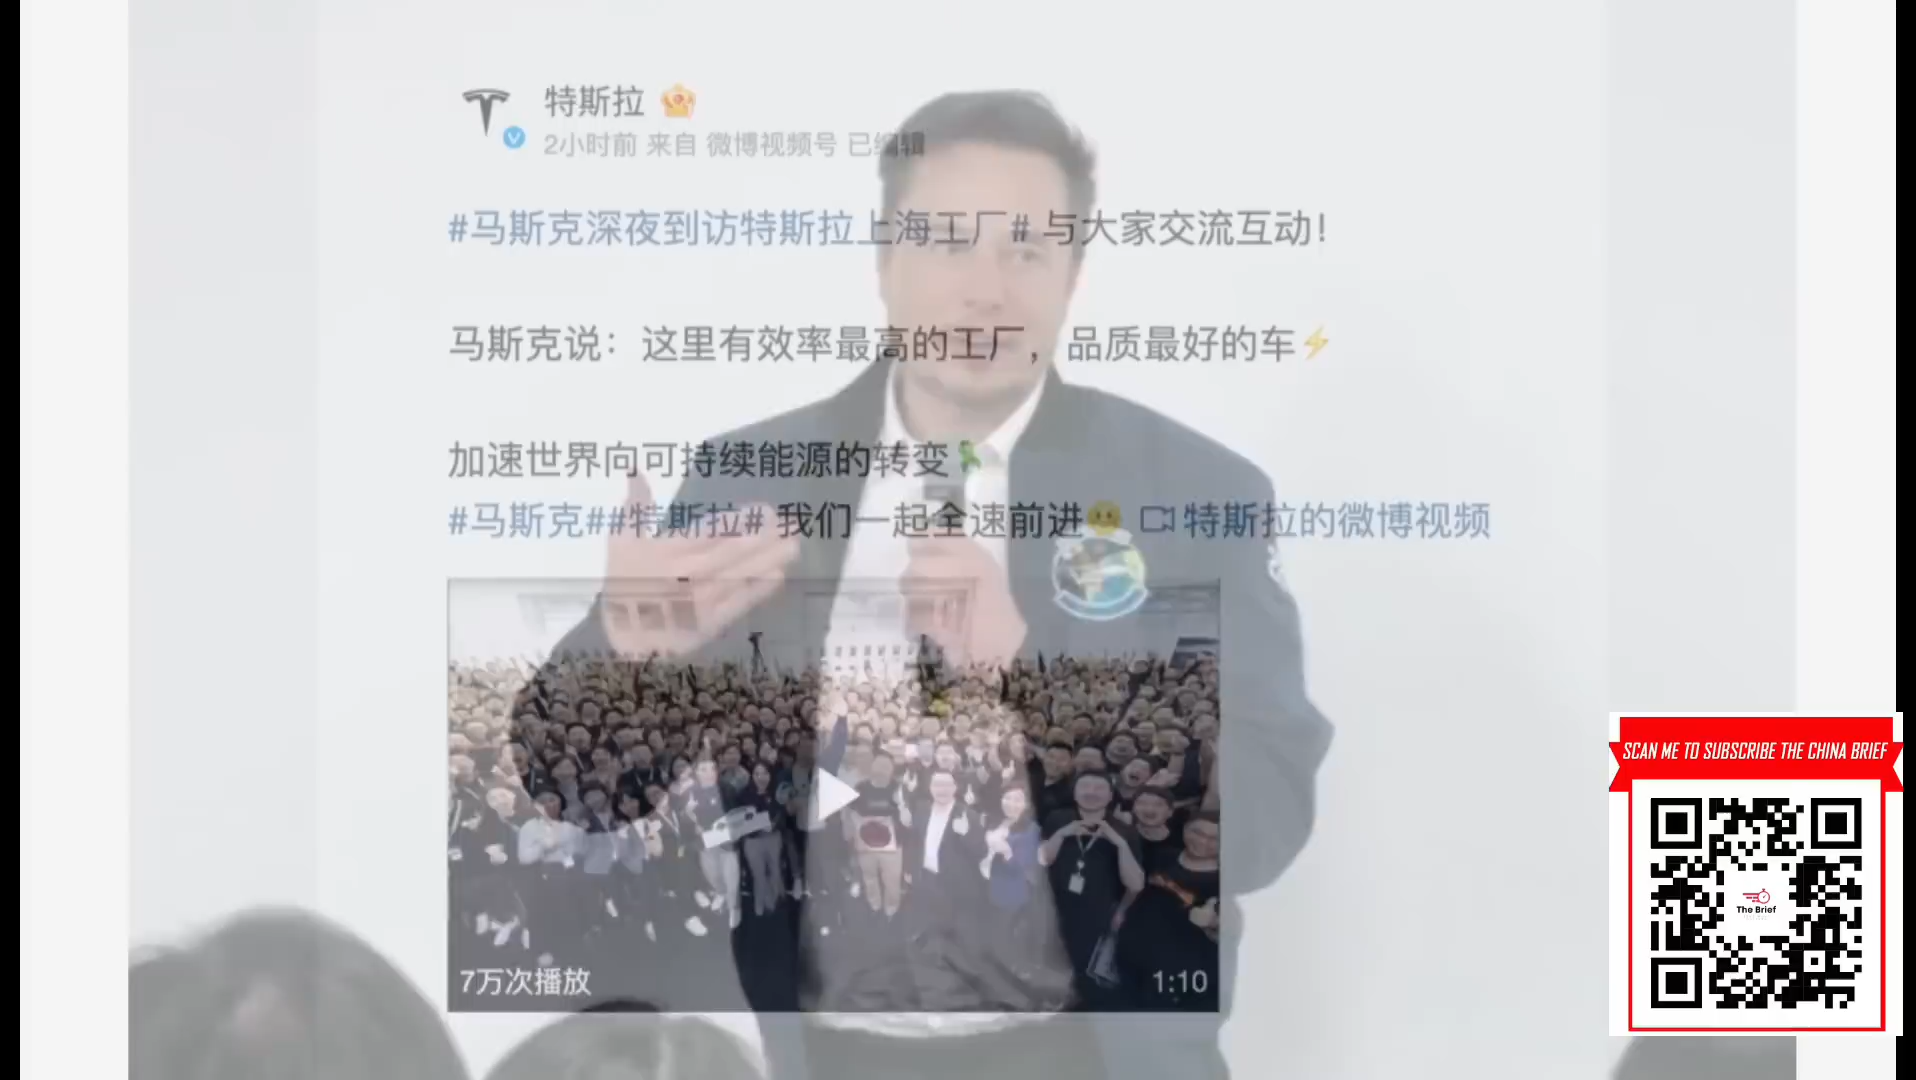 特斯拉
2小时前 来自 微博视频号 已编辑
#马斯克深夜到访特斯拉上海工厂# 与大家交流互动!
马斯克说：这里有效率最高的工厂，品质最好的车
加速世界向可持续能源的转变
#马斯克##特斯拉# 我们一起全速前进 特斯拉的微博视频
7万次播放
1:10
SCAN ME TO SUBSCRIBE THE CHINA BRIEF
The Brief